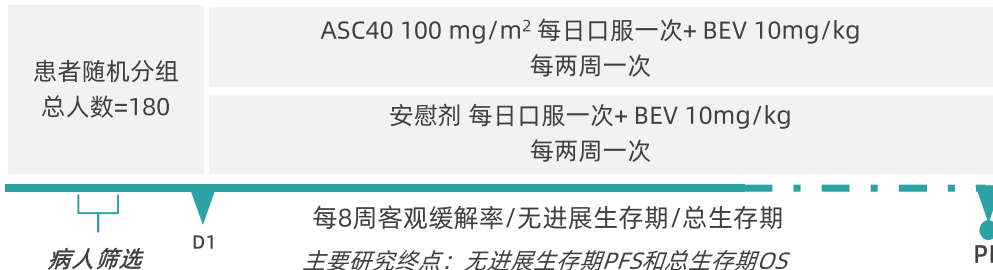 患者随机分组
总人数=180
ASC40 100 mg/m² 每日口服一次+ BEV 10mg/kg
每两周一次
安慰剂 每日口服一次+ BEV 10mg/kg
每两周一次
D1
病人筛选
每8周客观缓解率/无进展生存期/总生存期
主要研究终点：无进展生存期PFS和总生存期OS